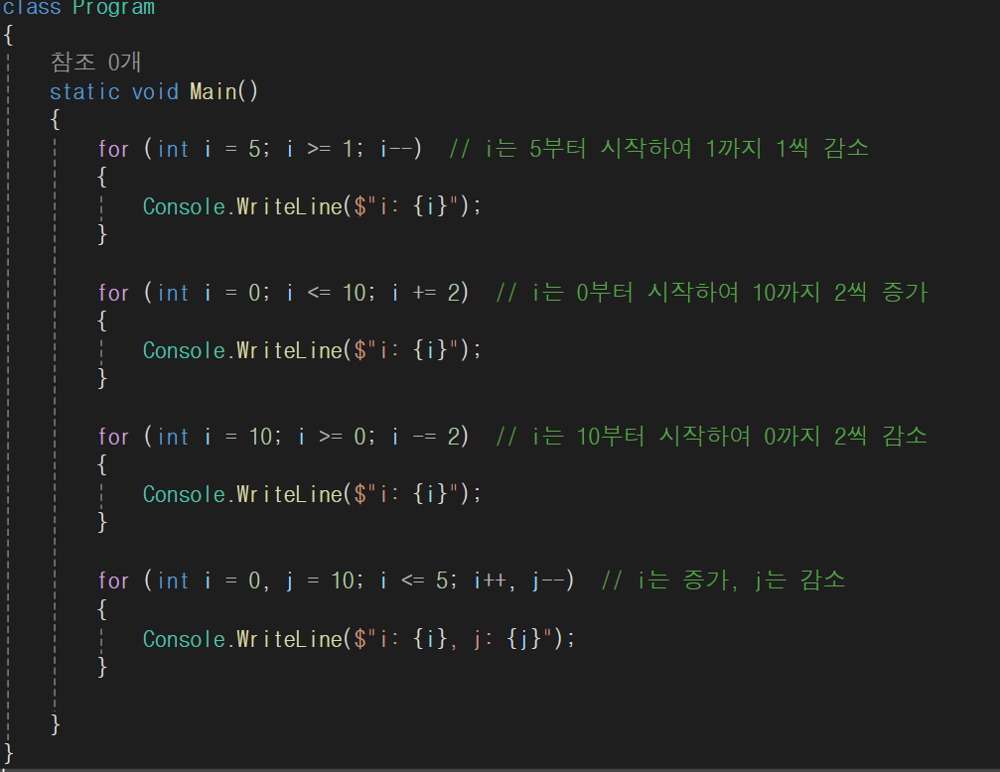 class Program
{
참조 0개
static void Main()
{
for (int i = 5; i >= 1; i--)  // i는 5부터 시작하여 1까지 1씩 감소
{
Console.WriteLine($"i: {i}");
}
for (int i = 0; i <= 10; i += 2)  // i는 0부터 시작하여 10까지 2씩 증가
{
Console.WriteLine($"i: {i}");
}
for (int i = 10; i >= 0; i -= 2)  // i는 10부터 시작하여 0까지 2씩 감소
{
Console.WriteLine($"i: {i}");
}
for (int i = 0, j = 10; i <= 5; i++, j--)  // i는 증가, j는 감소
{
Console.WriteLine($"i: {i}, j: {j}");
}
}
}